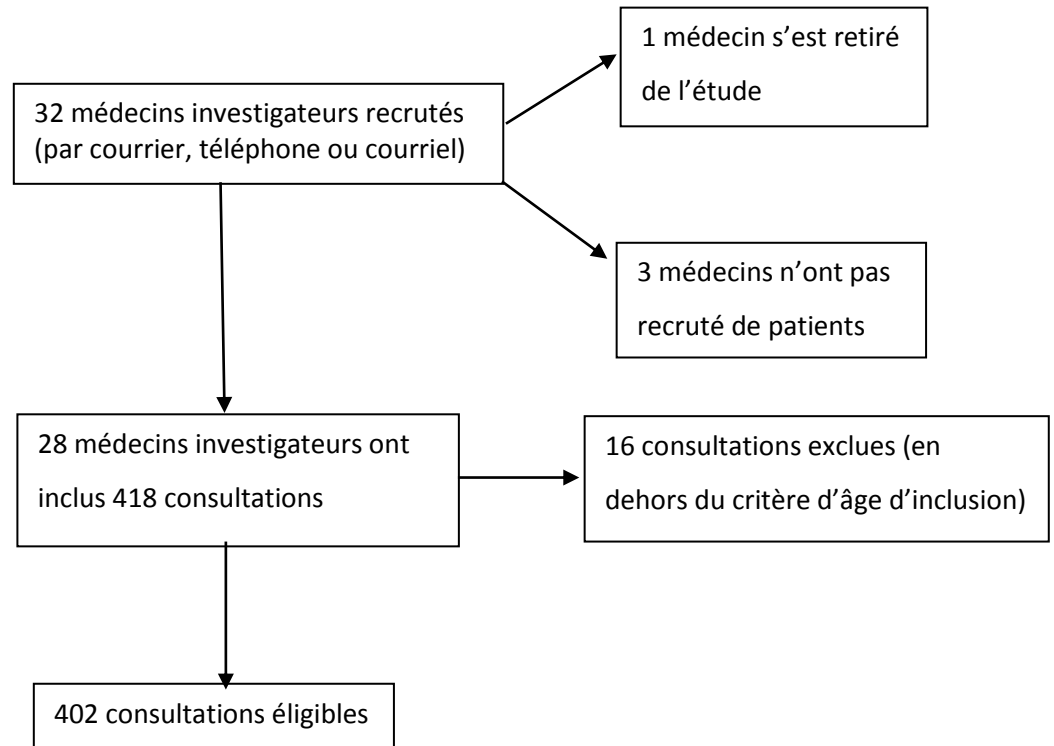 1 médecin s’est retiré
de l’étude
32 médecins investigateurs recrutés
(par courrier, téléphone ou courriel)
3 médecins n’ont pas
recruté de patients
28 médecins investigateurs ont
inclus 418 consultations
16 consultations exclues (en
dehors du critère d’âge d’inclusion)
402 consultations éligibles